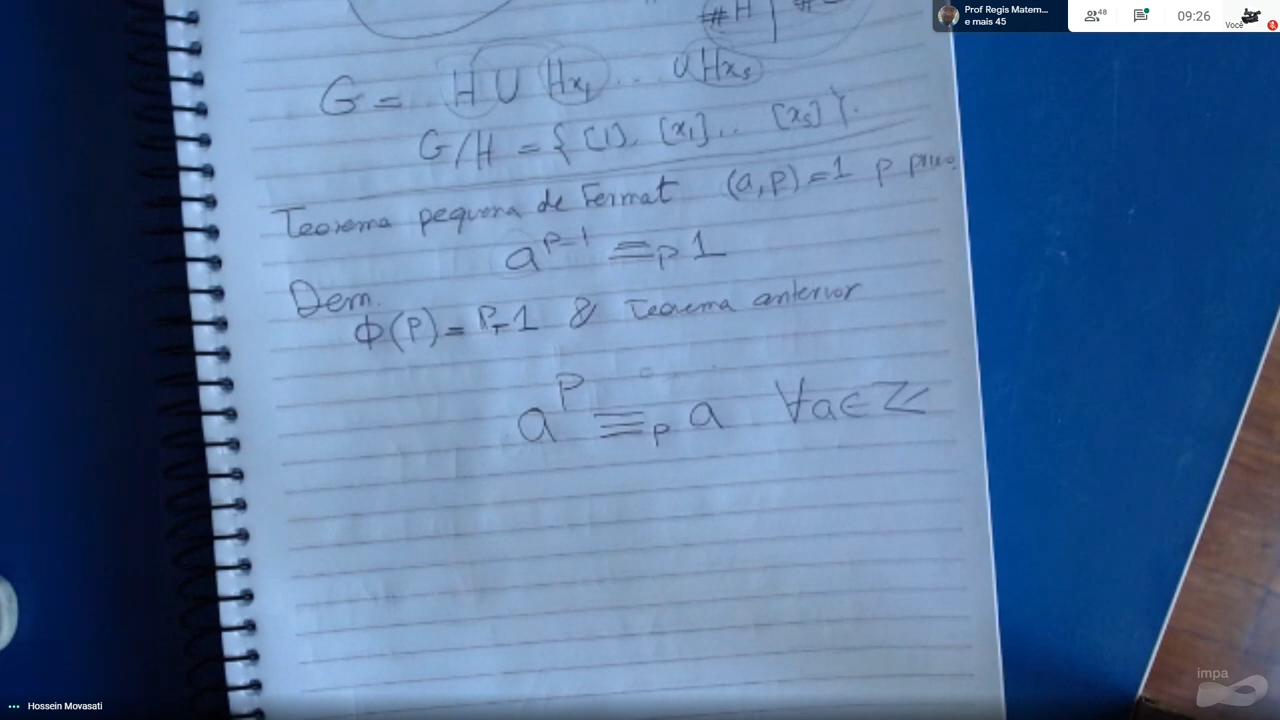 Prof Regis Matem...
e mais 45
48
09:26
Você
#H | #
G = H ∪ Hx₁ .. ∪ Hxₛ
G/H = { [1], [x₁] .. [xₛ] }.
Teorema pequena de Fermat (a,p)=1 p
a^{p-1} ≡ₚ 1
Dem.
Φ(P) = P-1 & Teorema anterior
a^P ≡ₚ a ∀a∈ℤ
impa
Hossein Movasati